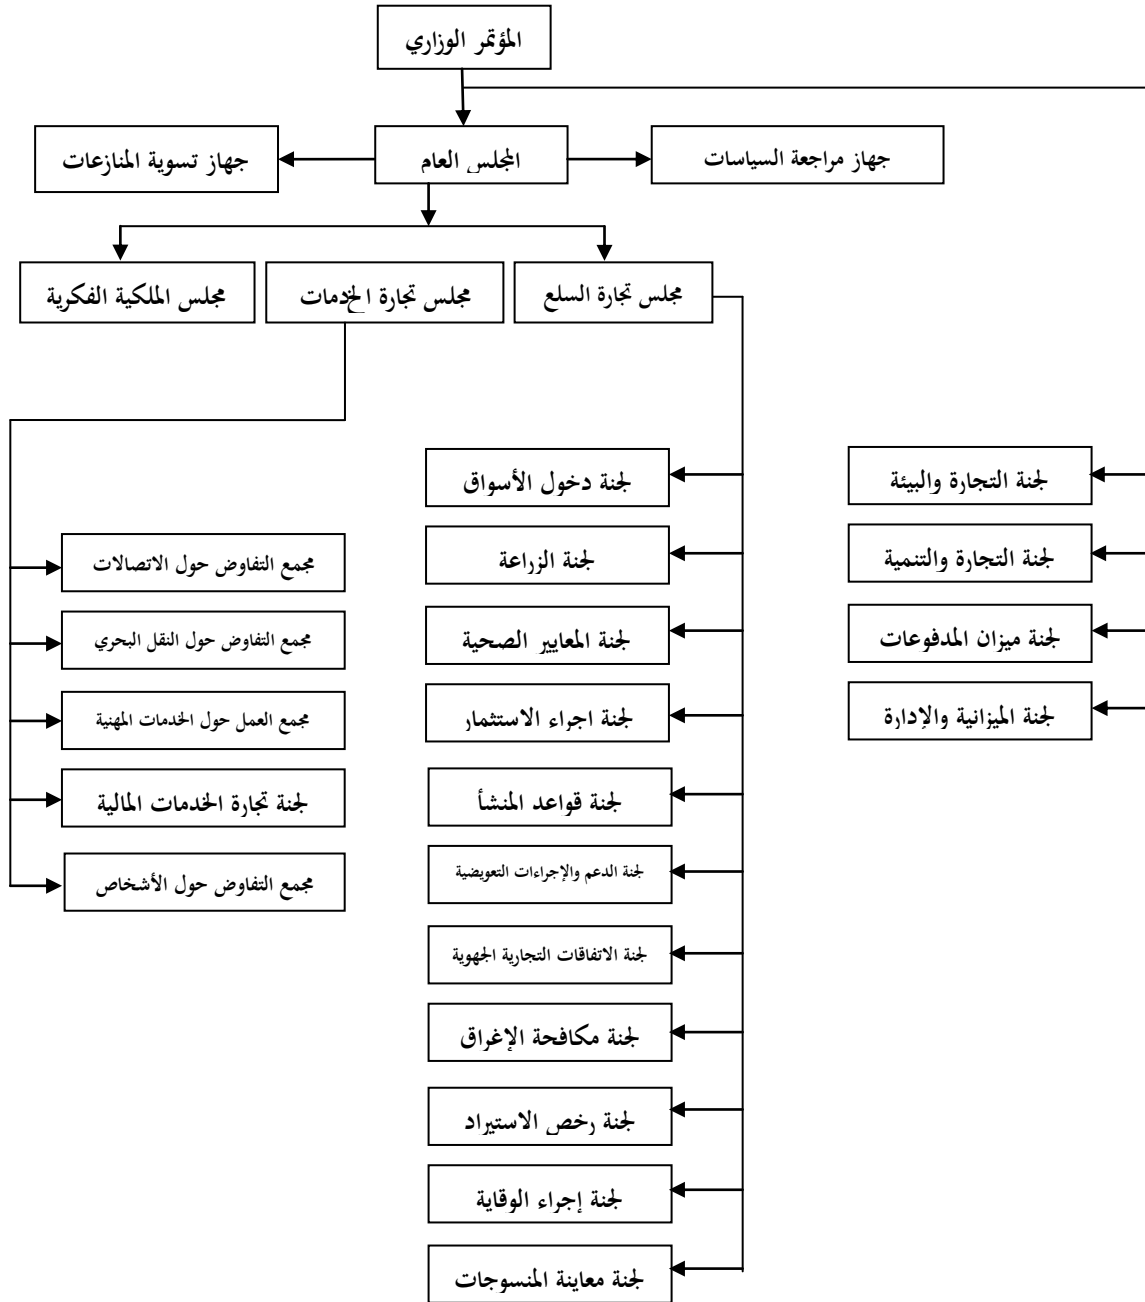 المؤتمر الوزاري
جهاز مراجعة السياسات
المجلس العام
جهاز تسوية المنازعات
مجلس تجارة السلع
مجلس تجارة الخدمات
مجلس الملكية الفكرية
لجنة التجارة والبيئة
لجنة التجارة والتنمية
لجنة ميزان المدفوعات
لجنة الميزانية والإدارة
لجنة دخول الأسواق
لجنة الزراعة
لجنة المعايير الصحية
لجنة اجراء الاستثمار
لجنة قواعد المنشأ
لجنة الدعم والإجراءات التعويضية
لجنة الاتفاقات التجارية الجهوية
لجنة مكافحة الإغراق
لجنة رخص الاستيراد
لجنة إجراء الوقاية
لجنة معاينة المنسوجات
مجمع التفاوض حول الاتصالات
مجمع التفاوض حول النقل البحري
مجمع العمل حول الخدمات المهنية
لجنة تجارة الخدمات المالية
مجمع التفاوض حول الأشخاص